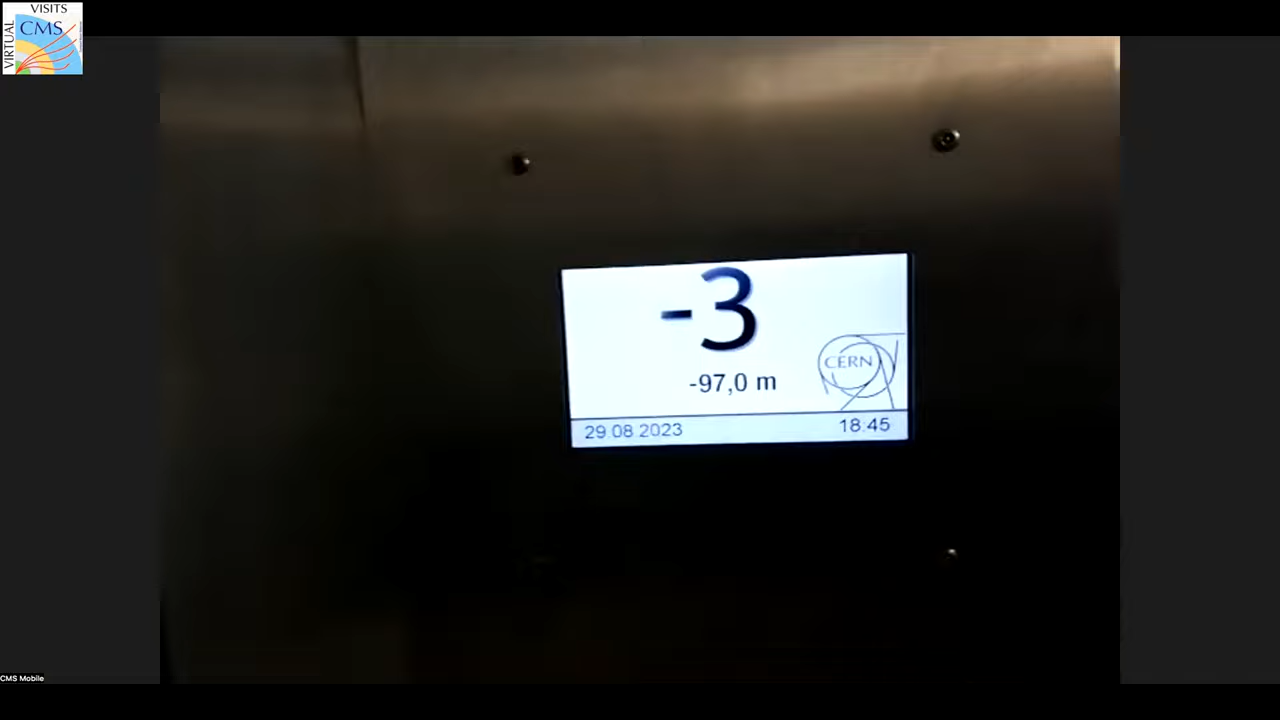 VISITS
VIRTUAL
CMS
-3
-97,0 m
CERN
29.08.2023
18:45
CMS Mobile